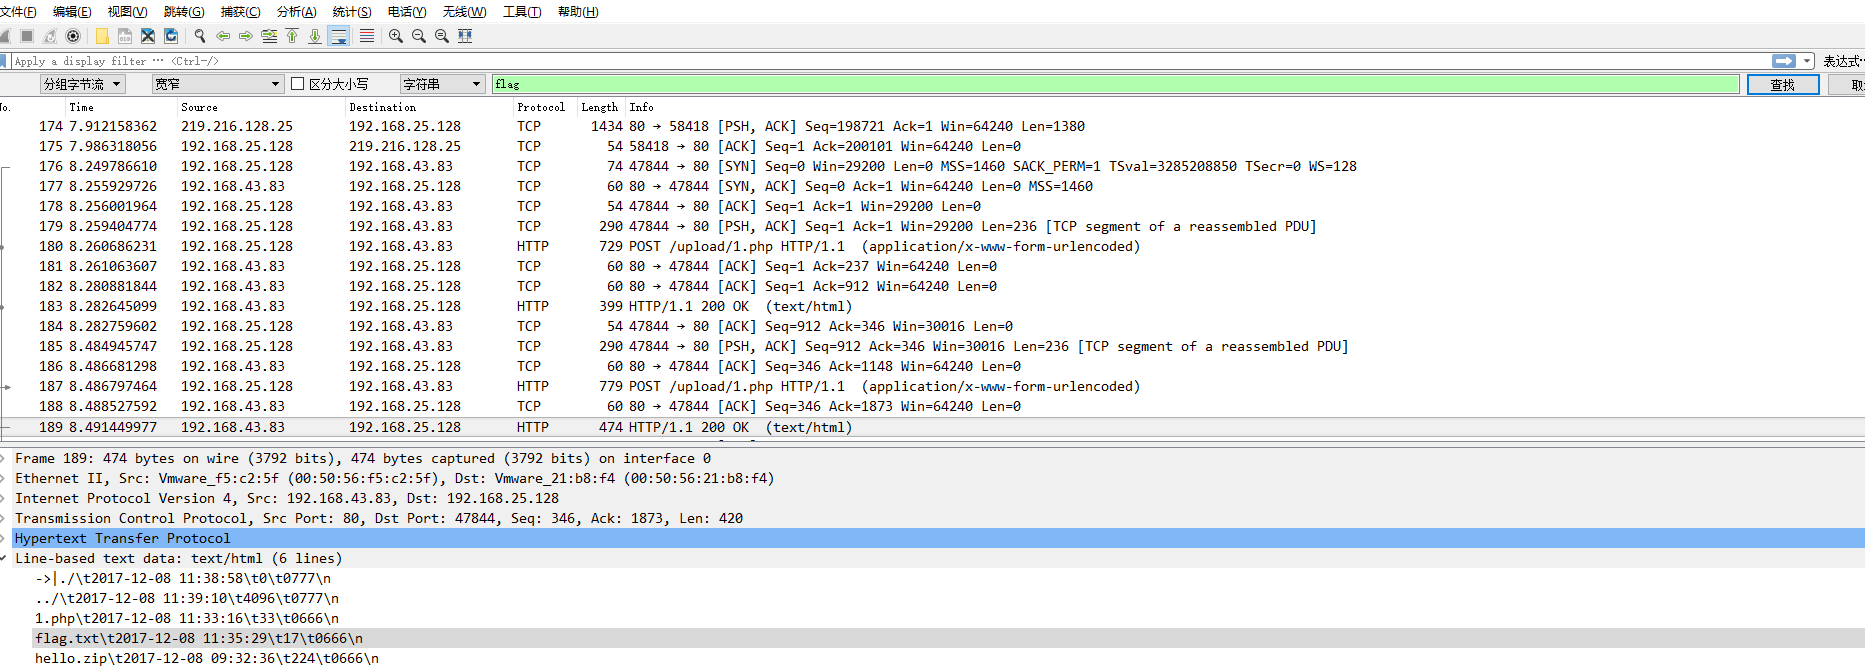 文件(F) 编辑(E) 视图(V) 跳转(G) 捕获(C) 分析(A) 统计(S) 电话(Y) 无线(W) 工具(T) 帮助(H)
Apply a display filter … <Ctrl-/> 表达式…
分组字节流 宽窄 区分大小写 字符串 flag 查找
No. Time Source Destination Protocol Length Info
174 7.912158362 219.216.128.25 192.168.25.128 TCP 1434 80 → 58418 [PSH, ACK] Seq=198721 Ack=1 Win=64240 Len=1380
175 7.986318056 192.168.25.128 219.216.128.25 TCP 54 58418 → 80 [ACK] Seq=1 Ack=200101 Win=64240 Len=0
176 8.249786610 192.168.25.128 192.168.43.83 TCP 74 47844 → 80 [SYN] Seq=0 Win=29200 Len=0 MSS=1460 SACK_PERM=1 TSval=3285208850 TSecr=0 WS=128
177 8.255929726 192.168.43.83 192.168.25.128 TCP 60 80 → 47844 [SYN, ACK] Seq=0 Ack=1 Win=64240 Len=0 MSS=1460
178 8.256001964 192.168.25.128 192.168.43.83 TCP 54 47844 → 80 [ACK] Seq=1 Ack=1 Win=29200 Len=0
179 8.259404774 192.168.25.128 192.168.43.83 TCP 290 47844 → 80 [PSH, ACK] Seq=1 Ack=1 Win=29200 Len=236 [TCP segment of a reassembled PDU]
180 8.260686231 192.168.25.128 192.168.43.83 HTTP 729 POST /upload/1.php HTTP/1.1  (application/x-www-form-urlencoded)
181 8.261063607 192.168.43.83 192.168.25.128 TCP 60 80 → 47844 [ACK] Seq=1 Ack=237 Win=64240 Len=0
182 8.280881844 192.168.43.83 192.168.25.128 TCP 60 80 → 47844 [ACK] Seq=1 Ack=912 Win=64240 Len=0
183 8.282645099 192.168.43.83 192.168.25.128 HTTP 399 HTTP/1.1 200 OK  (text/html)
184 8.282759602 192.168.25.128 192.168.43.83 TCP 54 47844 → 80 [ACK] Seq=912 Ack=346 Win=30016 Len=0
185 8.484945747 192.168.25.128 192.168.43.83 TCP 290 47844 → 80 [PSH, ACK] Seq=912 Ack=346 Win=30016 Len=236 [TCP segment of a reassembled PDU]
186 8.486681298 192.168.43.83 192.168.25.128 TCP 60 80 → 47844 [ACK] Seq=346 Ack=1148 Win=64240 Len=0
187 8.486797464 192.168.25.128 192.168.43.83 HTTP 779 POST /upload/1.php HTTP/1.1  (application/x-www-form-urlencoded)
188 8.488527592 192.168.43.83 192.168.25.128 TCP 60 80 → 47844 [ACK] Seq=346 Ack=1873 Win=64240 Len=0
189 8.491449977 192.168.43.83 192.168.25.128 HTTP 474 HTTP/1.1 200 OK  (text/html)
Frame 189: 474 bytes on wire (3792 bits), 474 bytes captured (3792 bits) on interface 0
Ethernet II, Src: Vmware_f5:c2:5f (00:50:56:f5:c2:5f), Dst: Vmware_21:b8:f4 (00:50:56:21:b8:f4)
Internet Protocol Version 4, Src: 192.168.43.83, Dst: 192.168.25.128
Transmission Control Protocol, Src Port: 80, Dst Port: 47844, Seq: 346, Ack: 1873, Len: 420
Hypertext Transfer Protocol
Line-based text data: text/html (6 lines)
->|./\t2017-12-08 11:38:58\t0\t0777\n
../\t2017-12-08 11:39:10\t4096\t0777\n
1.php\t2017-12-08 11:33:16\t33\t0666\n
flag.txt\t2017-12-08 11:35:29\t17\t0666\n
hello.zip\t2017-12-08 09:32:36\t224\t0666\n